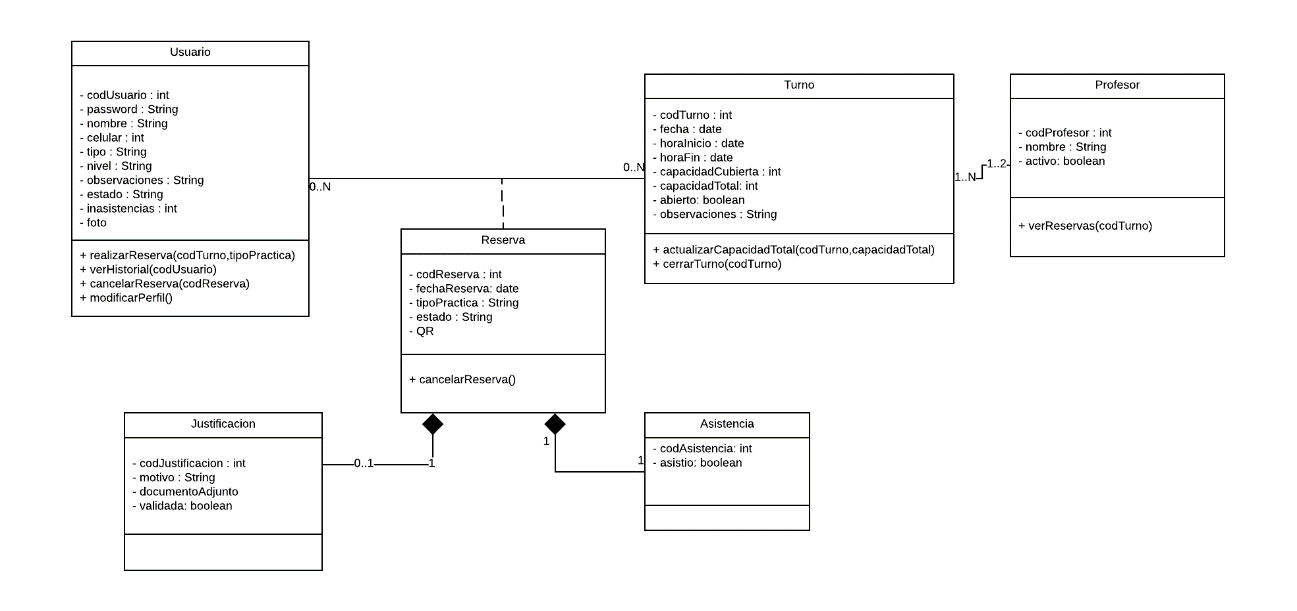 Usuario
- codUsuario : int
- password : String
- nombre : String
- celular : int
- tipo : String
- nivel : String
- observaciones : String
- estado : String
- inasistencias : int
- foto
+ realizarReserva(codTurno,tipoPractica)
+ verHistorial(codUsuario)
+ cancelarReserva(codReserva)
+ modificarPerfil()
0..N
0..N
Turno
- codTurno : int
- fecha : date
- horaInicio : date
- horaFin : date
- capacidadCubierta : int
- capacidadTotal: int
- abierto: boolean
- observaciones : String
+ actualizarCapacidadTotal(codTurno,capacidadTotal)
+ cerrarTurno(codTurno)
1..N
1..2
Profesor
- codProfesor : int
- nombre : String
- activo: boolean
+ verReservas(codTurno)
Reserva
- codReserva : int
- fechaReserva: date
- tipoPractica : String
- estado : String
- QR
+ cancelarReserva()
Justificacion
- codJustificacion : int
- motivo : String
- documentoAdjunto
- validada: boolean
0..1
1
1
1
Asistencia
- codAsistencia: int
- asistio: boolean